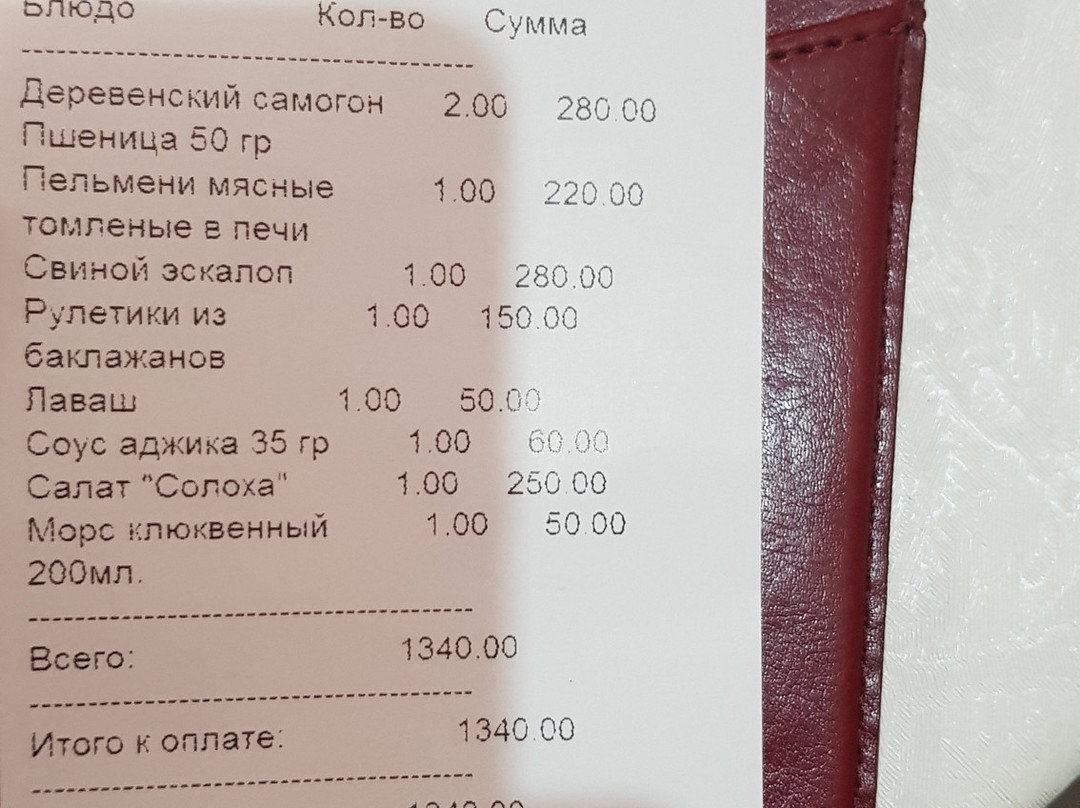 Блюдо Кол-во Сумма
--------------------------------------------
Деревенский самогон 2.00 280.00
Пшеница 50 гр
Пельмени мясные 1.00 220.00
томленые в печи
Свиной эскалоп 1.00 280.00
Рулетики из 1.00 150.00
баклажанов
Лаваш 1.00 50.00
Соус аджика 35 гр 1.00 60.00
Салат "Солоха" 1.00 250.00
Морс клюквенный 1.00 50.00
200мл.
--------------------------------------------
Всего: 1340.00
--------------------------------------------
Итого к оплате: 1340.00
--------------------------------------------